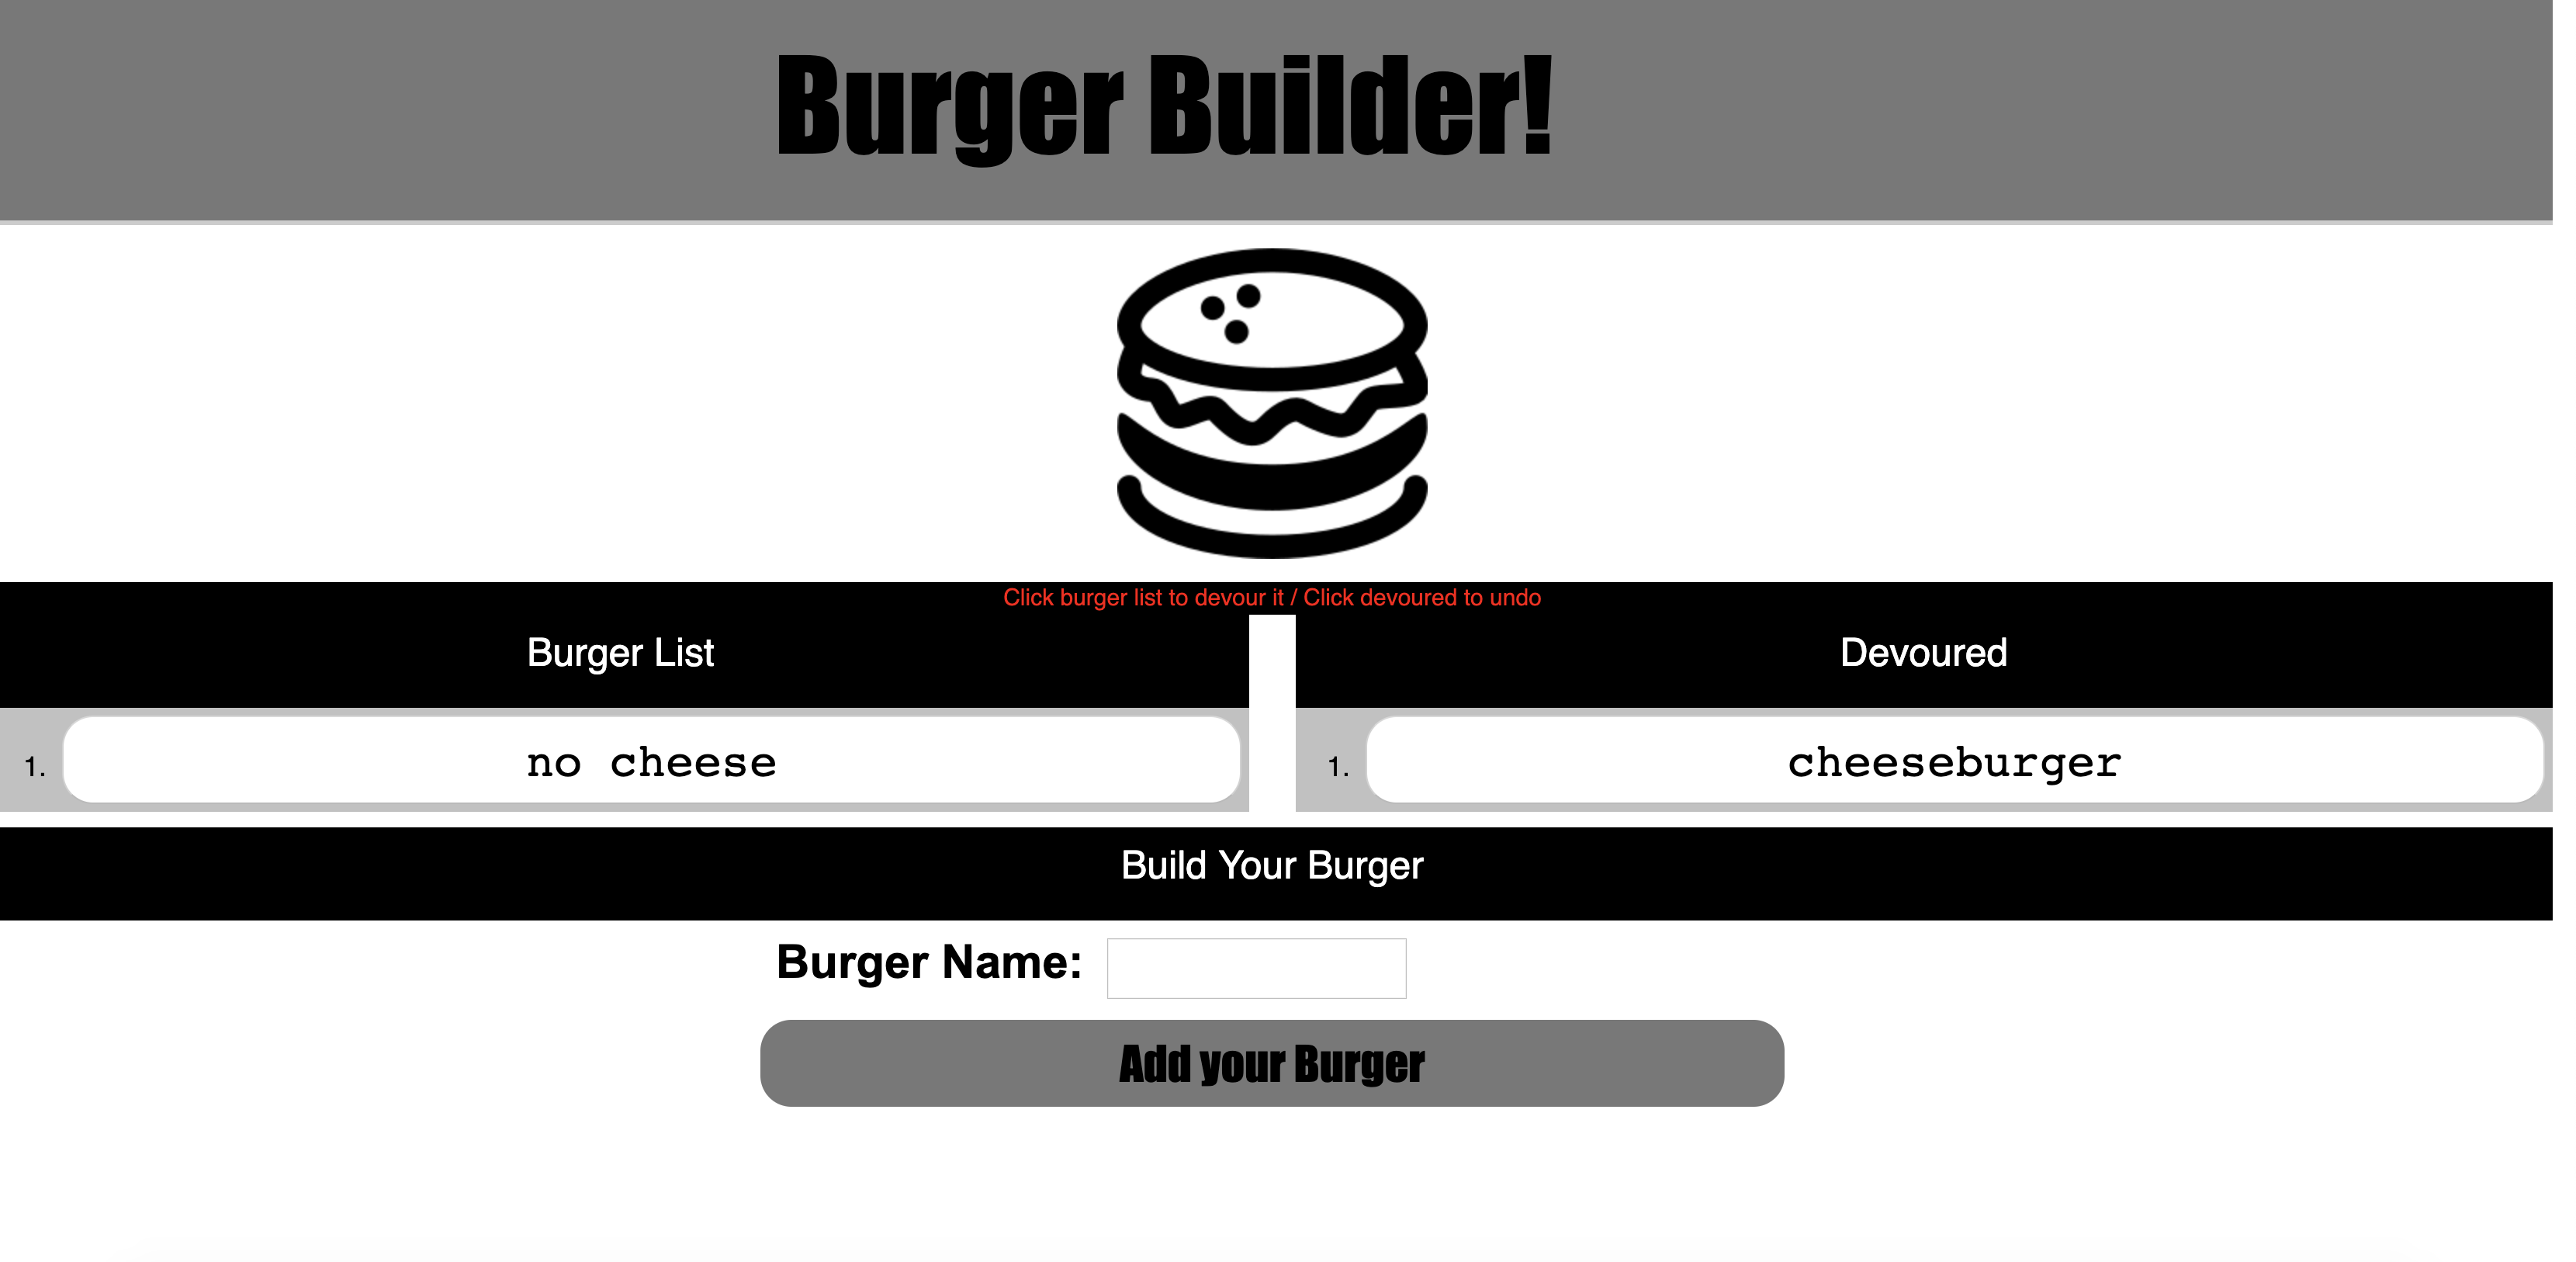 Burger Builder!
Click burger list to devour it / Click devoured to undo
Burger List
Devoured
1. no cheese
1. cheeseburger
Build Your Burger
Burger Name:
Add your Burger